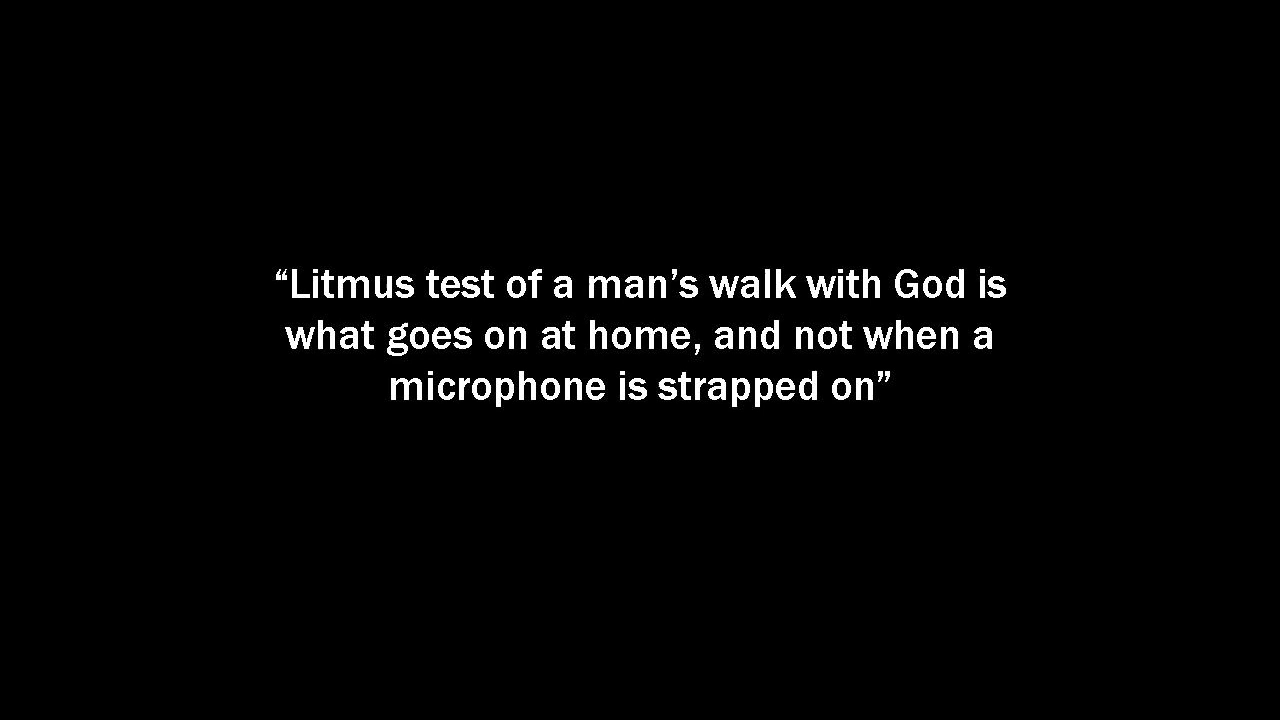 “Litmus test of a man’s walk with God is
what goes on at home, and not when a
microphone is strapped on”